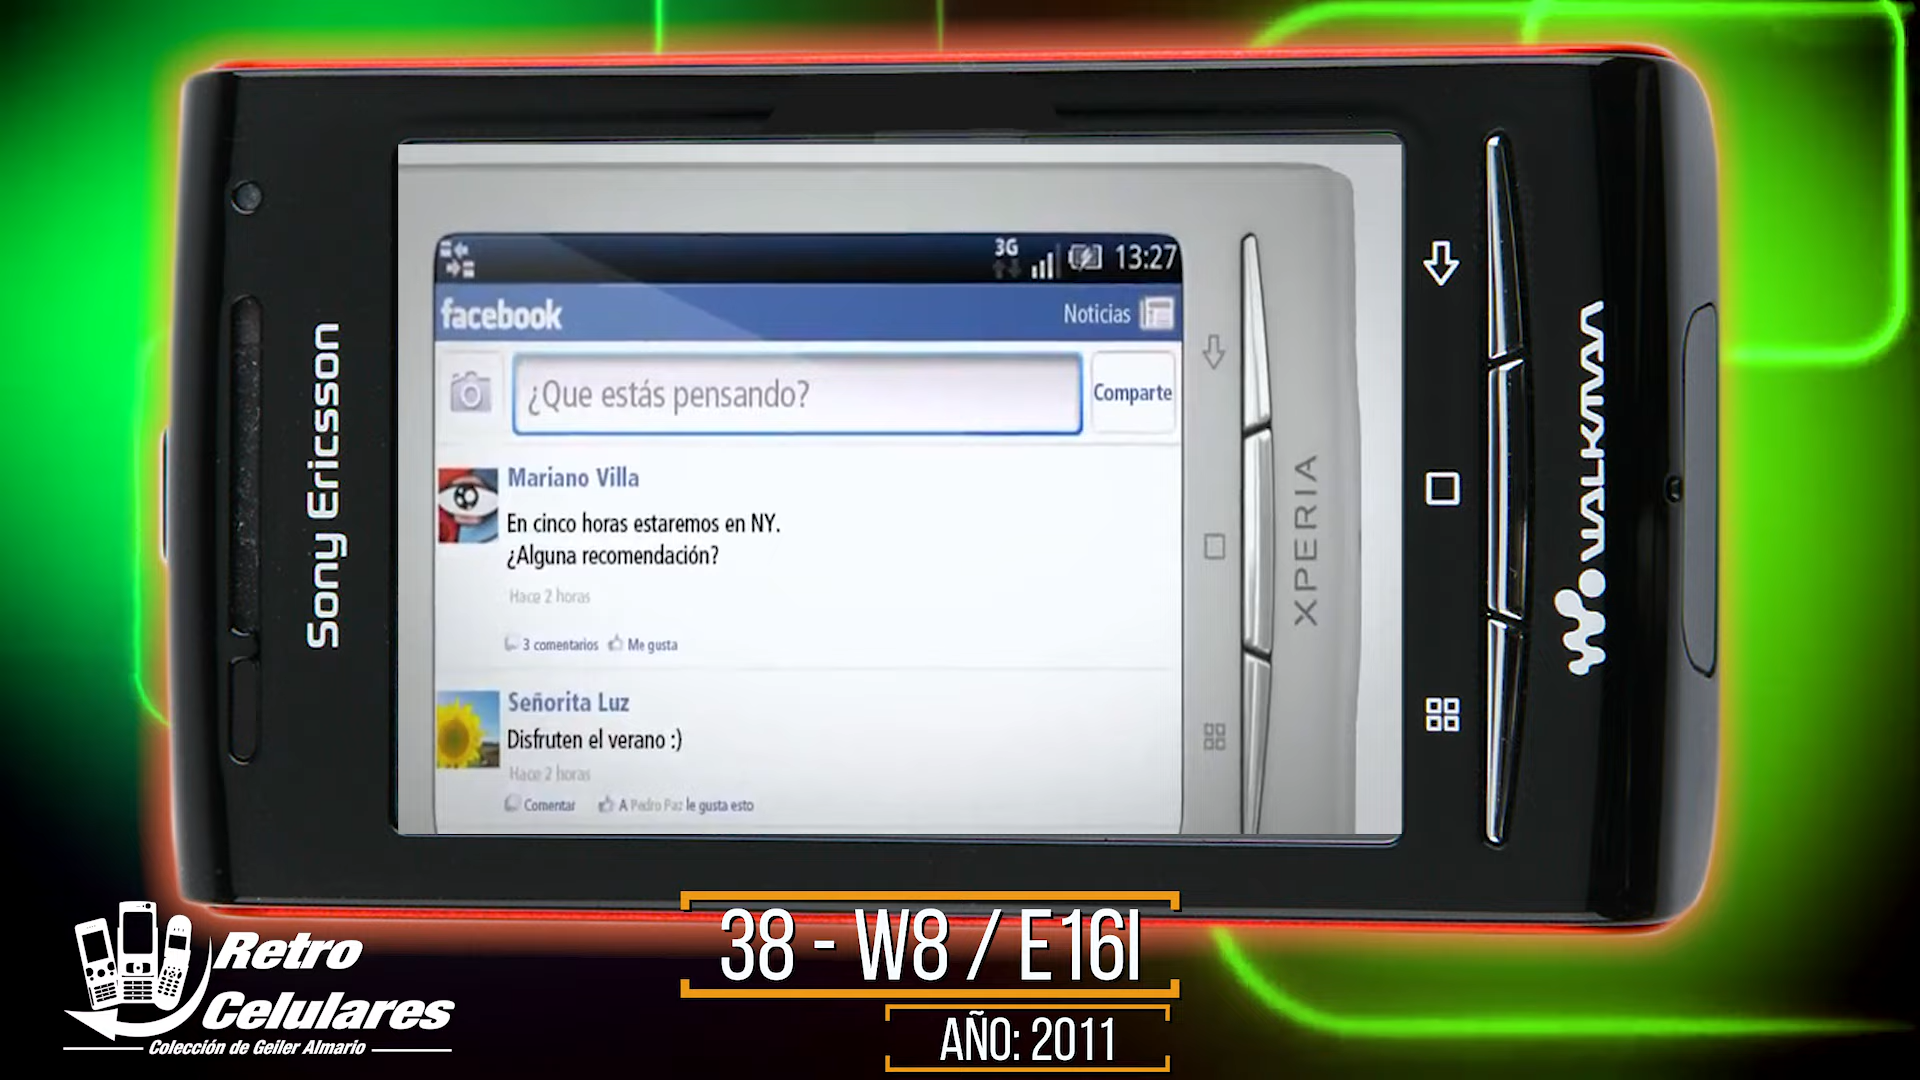 Sony Ericsson
3G 13:27
facebook
Noticias
¿Que estás pensando?
Comparte
Mariano Villa
En cinco horas estaremos en NY.
¿Alguna recomendación?
Hace 2 horas
3 comentarios Me gusta
Señorita Luz
Disfruten el verano :)
Hace 2 horas
Comentar A Pedro Paz le gusta esto
XPERIA
WALKMAN
38 - W8 / E16I
AÑO: 2011
Retro
Celulares
Colección de Geiler Almario